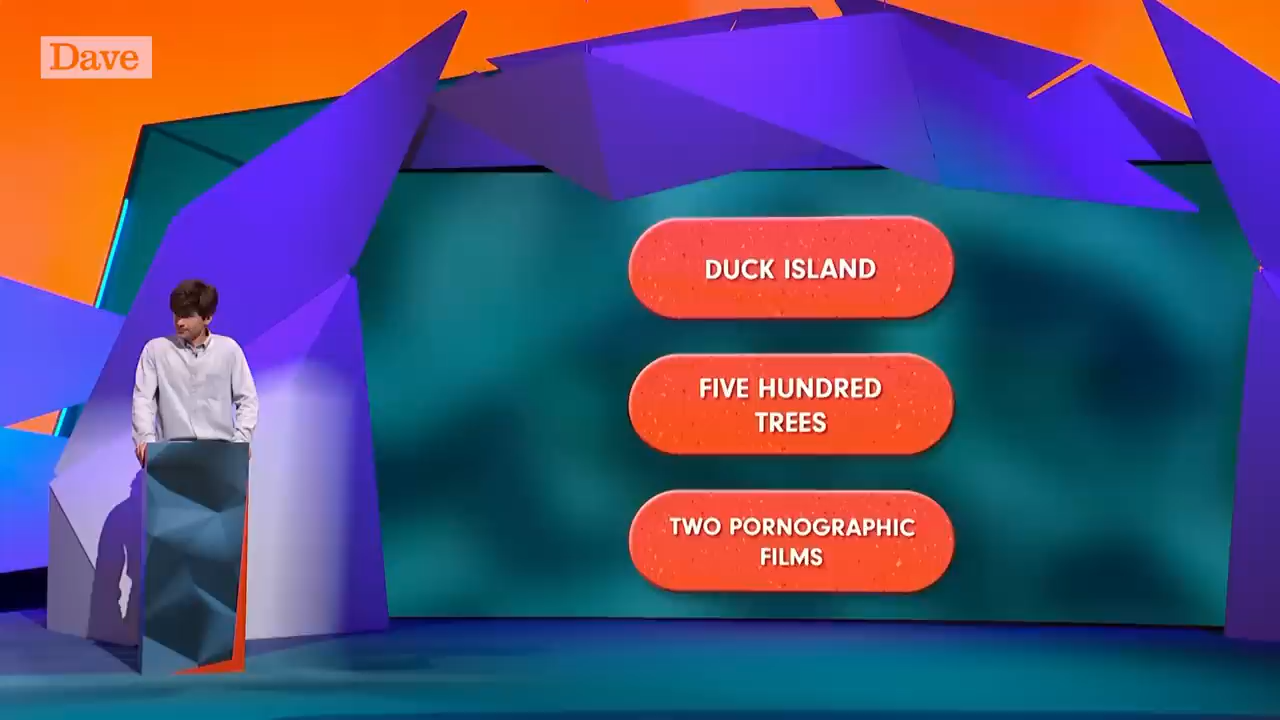 Dave
DUCK ISLAND
FIVE HUNDRED
TREES
TWO PORNOGRAPHIC
FILMS